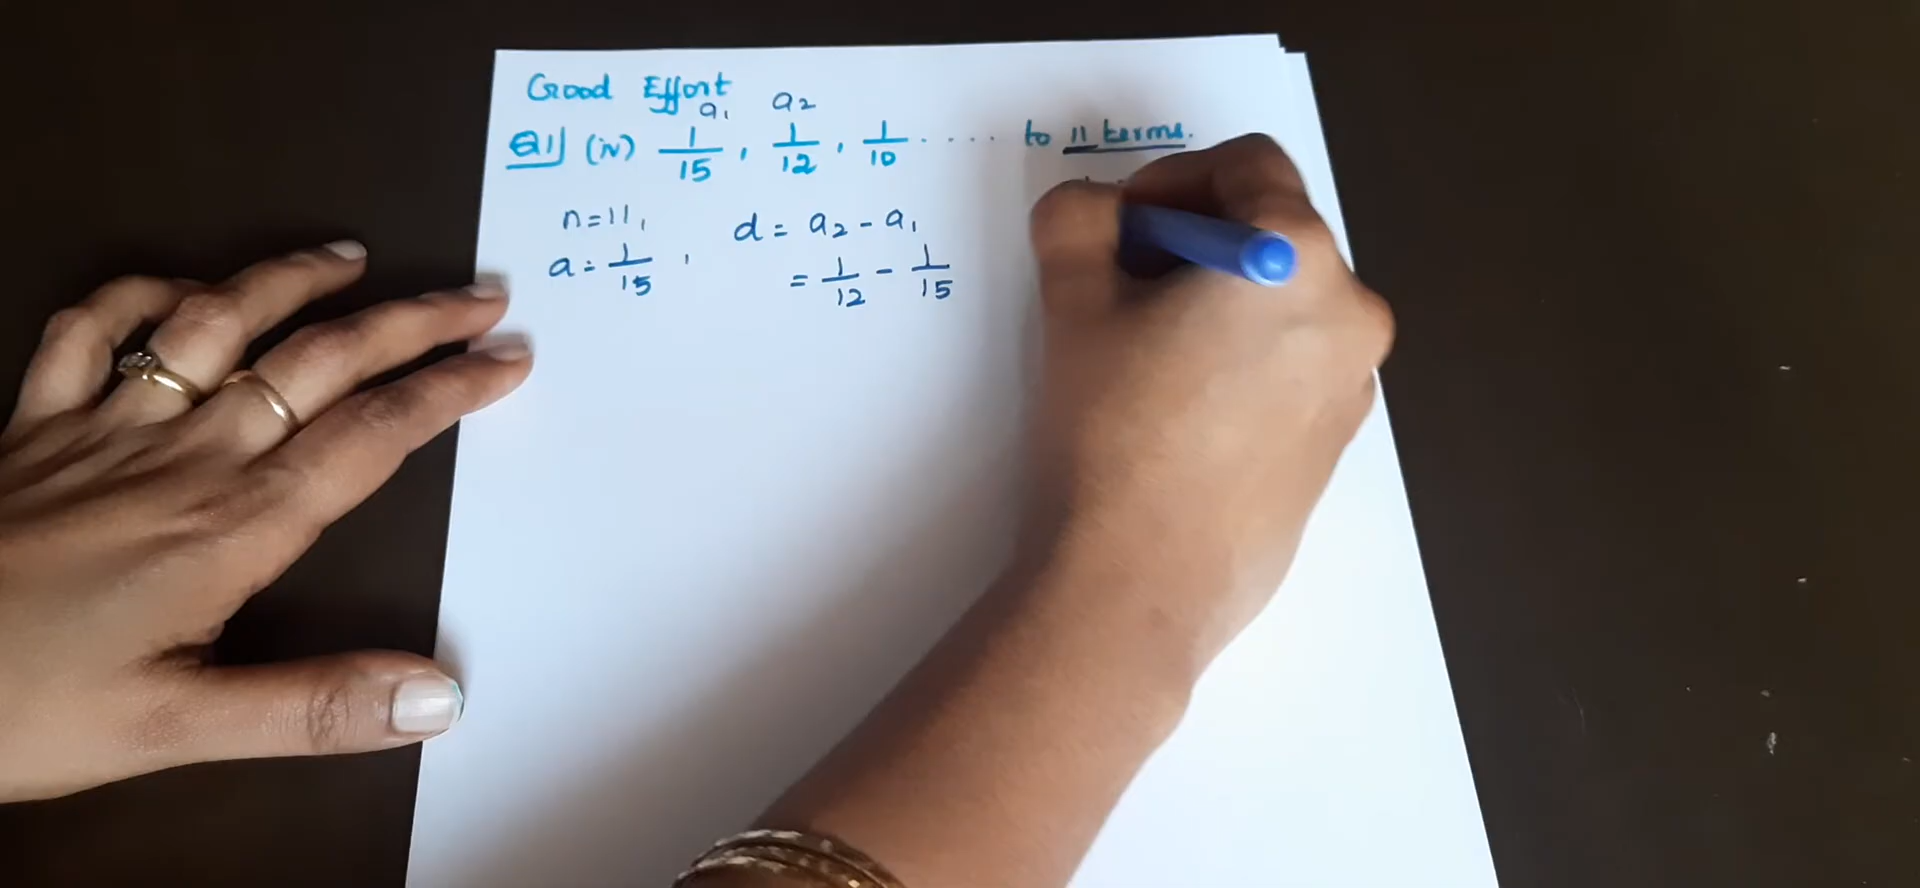 Good Effort
a₁ a₂
Q1) (iv) 1/15, 1/12, 1/10 .... to 11 terms.
n=11, d = a₂ - a₁
a = 1/15, = 1/12 - 1/15